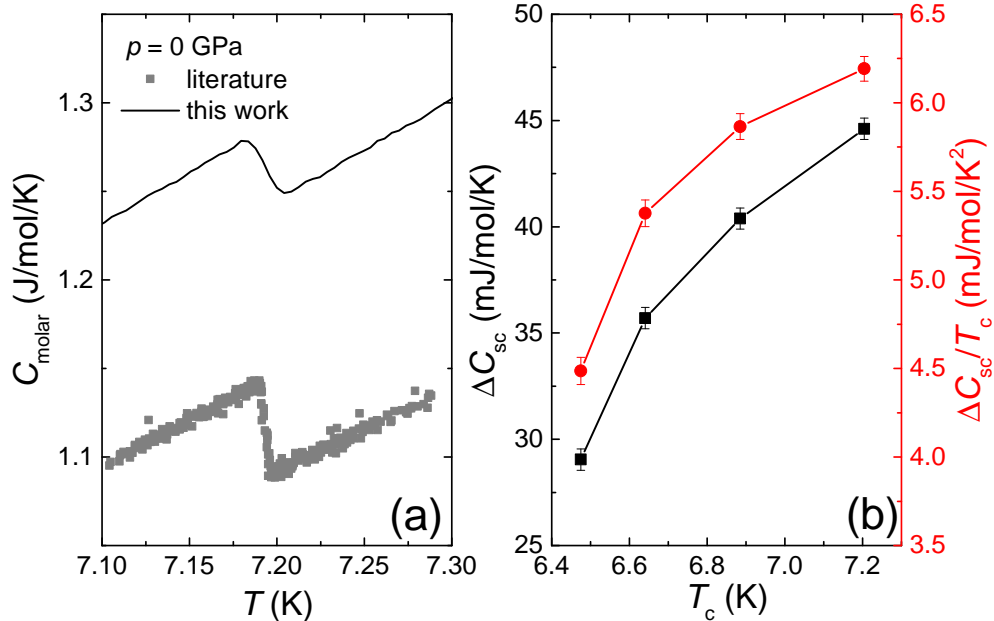 p = 0 GPa
literature
this work
1.3
1.2
1.1
C_molar (J/mol/K)
(a)
7.10 7.15 7.20 7.25 7.30
T (K)
50
45
40
35
30
25
ΔC_sc (mJ/mol/K)
(b)
6.4 6.6 6.8 7.0 7.2
T_c (K)
6.5
6.0
5.5
5.0
4.5
4.0
3.5
ΔC_sc/T_c (mJ/mol/K²)